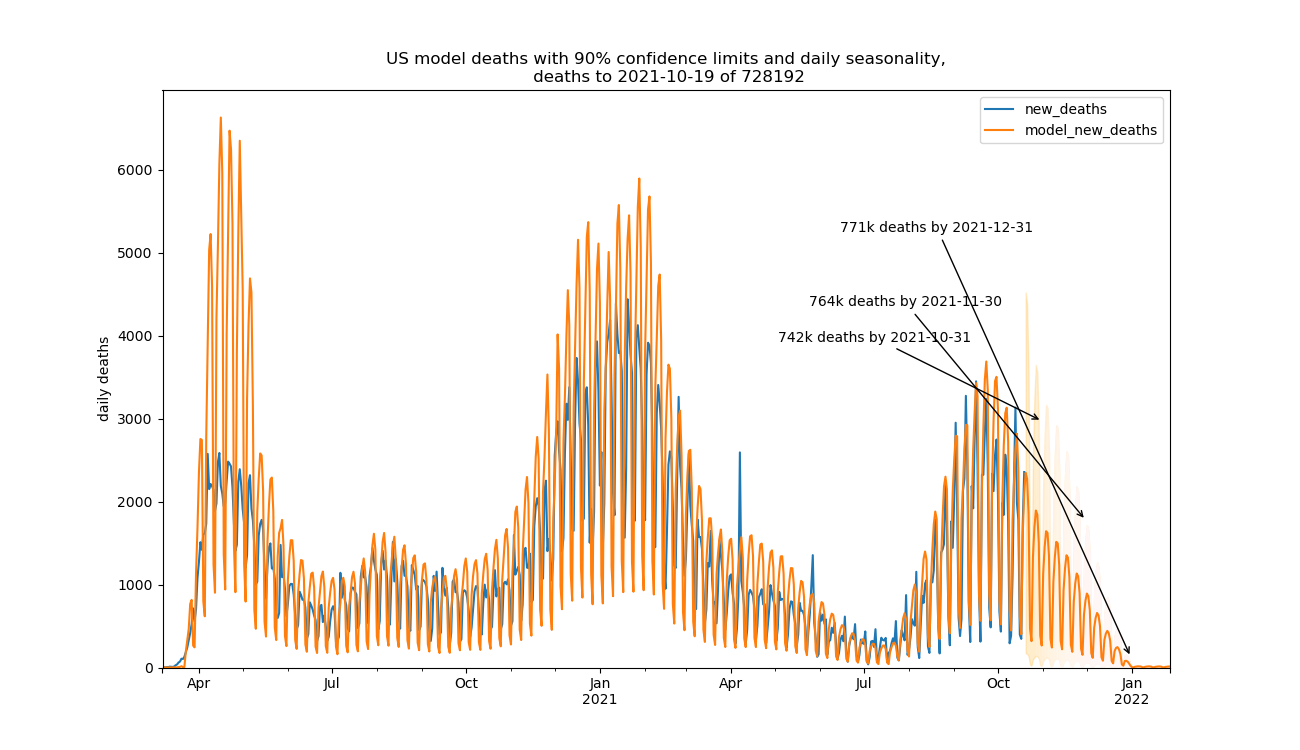 US model deaths with 90% confidence limits and daily seasonality,
deaths to 2021-10-19 of 728192
new_deaths
model_new_deaths
771k deaths by 2021-12-31
764k deaths by 2021-11-30
742k deaths by 2021-10-31
daily deaths
6000
5000
4000
3000
2000
1000
0
Apr
Jul
Oct
Jan
2021
Apr
Jul
Oct
Jan
2022